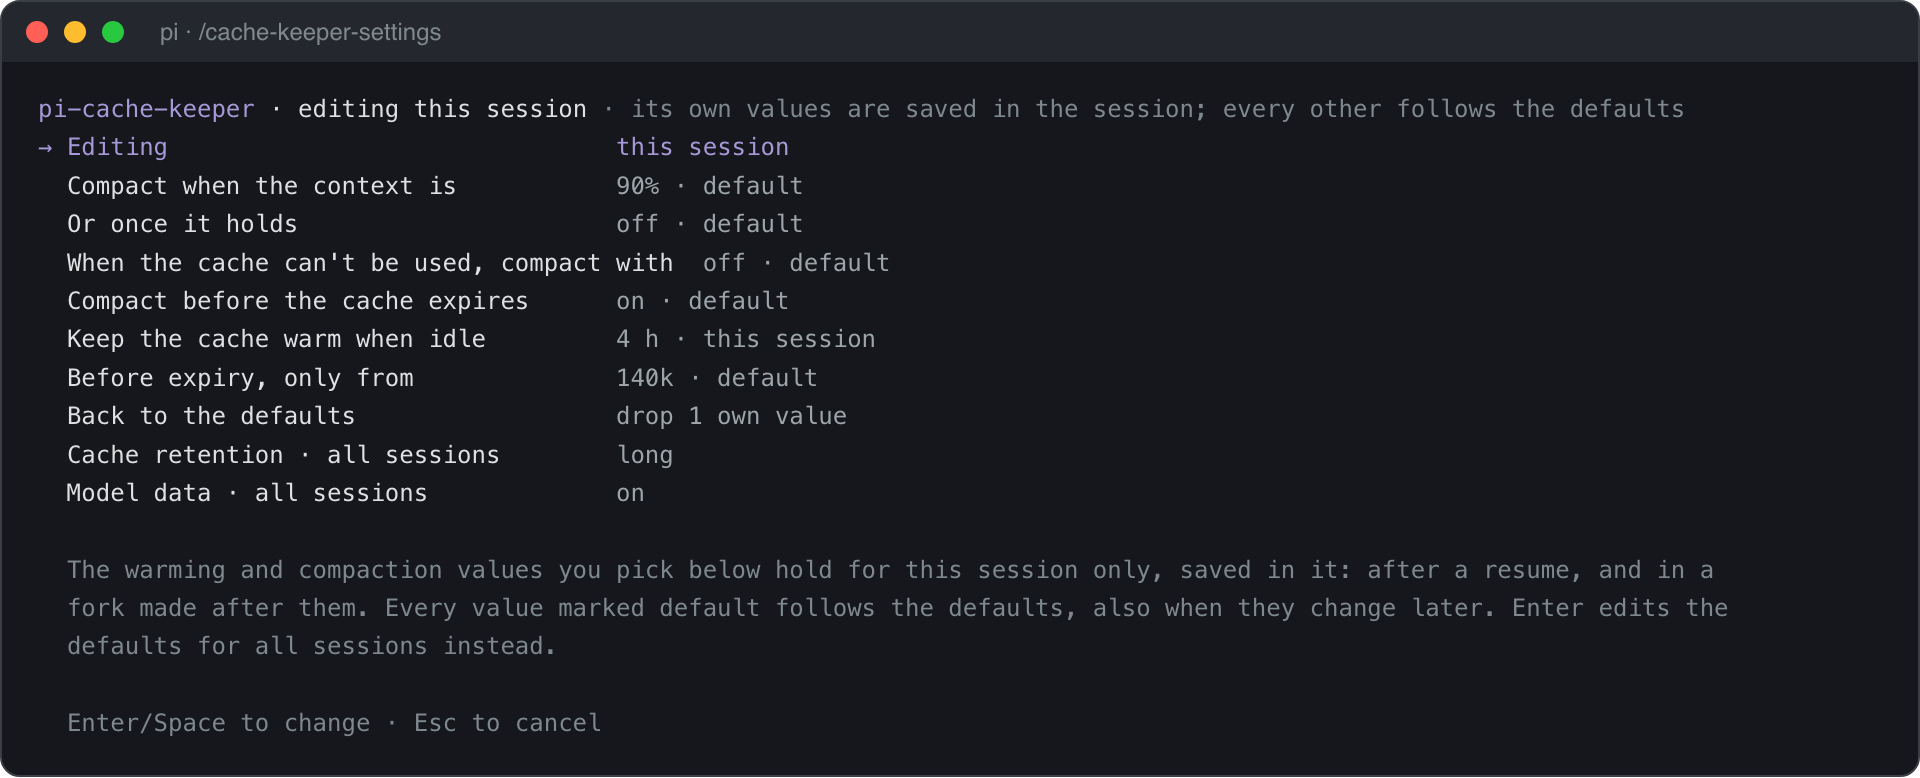 pi · /cache-keeper-settings
pi-cache-keeper · editing this session · its own values are saved in the session; every other follows the defaults
→ Editing this session
Compact when the context is 90% · default
Or once it holds off · default
When the cache can't be used, compact with off · default
Compact before the cache expires on · default
Keep the cache warm when idle 4 h · this session
Before expiry, only from 140k · default
Back to the defaults drop 1 own value
Cache retention · all sessions long
Model data · all sessions on
The warming and compaction values you pick below hold for this session only, saved in it: after a resume, and in a
fork made after them. Every value marked default follows the defaults, also when they change later. Enter edits the
defaults for all sessions instead.
Enter/Space to change · Esc to cancel